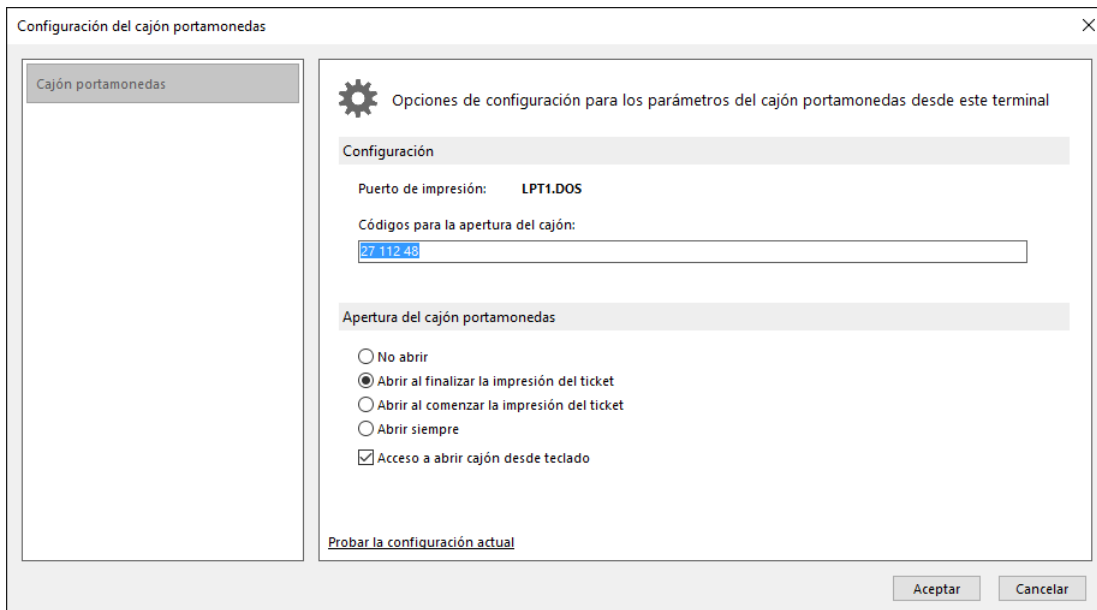 Configuración del cajón portamonedas
Cajón portamonedas
Opciones de configuración para los parámetros del cajón portamonedas desde este terminal
Configuración
Puerto de impresión: LPT1.DOS
Códigos para la apertura del cajón:
27 112 48
Apertura del cajón portamonedas
No abrir
Abrir al finalizar la impresión del ticket
Abrir al comenzar la impresión del ticket
Abrir siempre
Acceso a abrir cajón desde teclado
Probar la configuración actual
Aceptar Cancelar